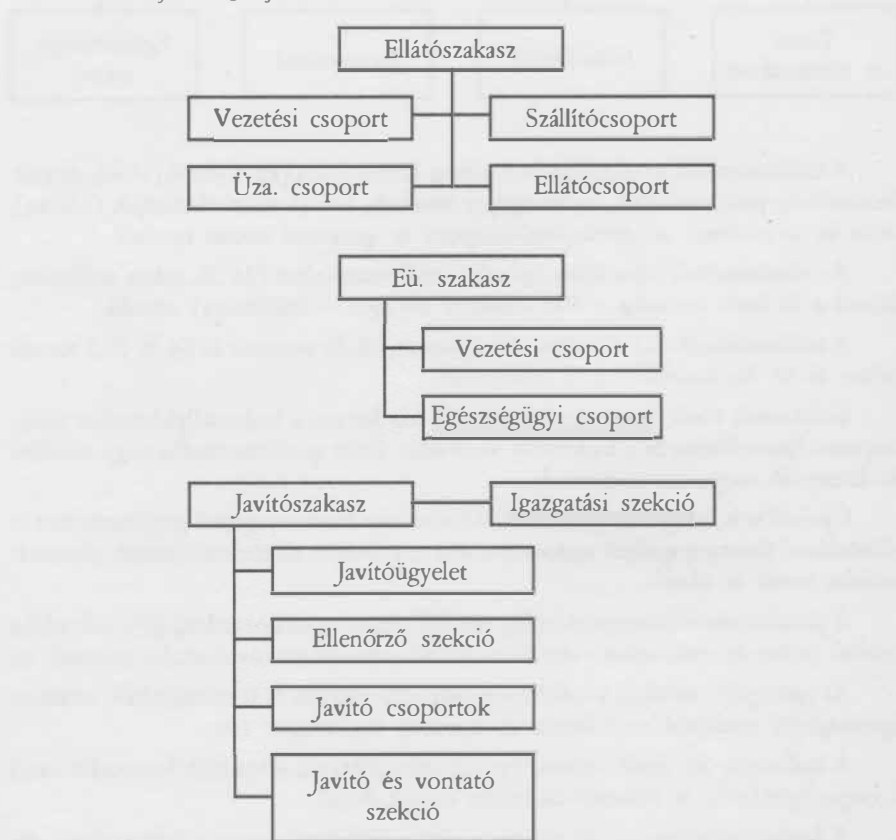 Ellátószakasz
Vezetési csoport
Szállítócsoport
Üza. csoport
Ellátócsoport
Eü. szakasz
Vezetési csoport
Egészségügyi csoport
Javítószakasz
Igazgatási szekció
Javítóügyelet
Ellenőrző szekció
Javító csoportok
Javító és vontató
szekció